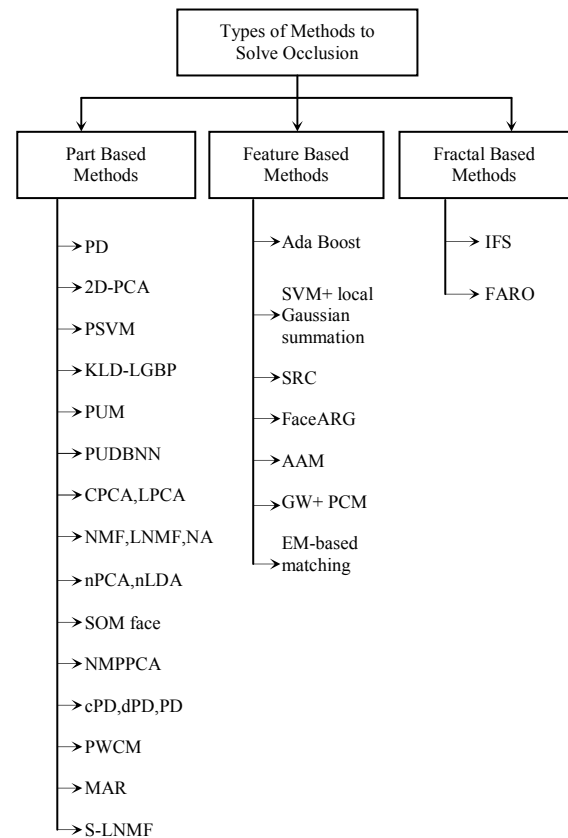 Types of Methods to
Solve Occlusion
Part Based
Methods
PD
2D-PCA
PSVM
KLD-LGBP
PUM
PUDBNN
CPCA,LPCA
NMF,LNMF,NA
nPCA,nLDA
SOM face
NMPPCA
cPD,dPD,PD
PWCM
MAR
S-LNMF
Feature Based
Methods
Ada Boost
SVM+ local
Gaussian
summation
SRC
FaceARG
AAM
GW+ PCM
EM-based
matching
Fractal Based
Methods
IFS
FARO